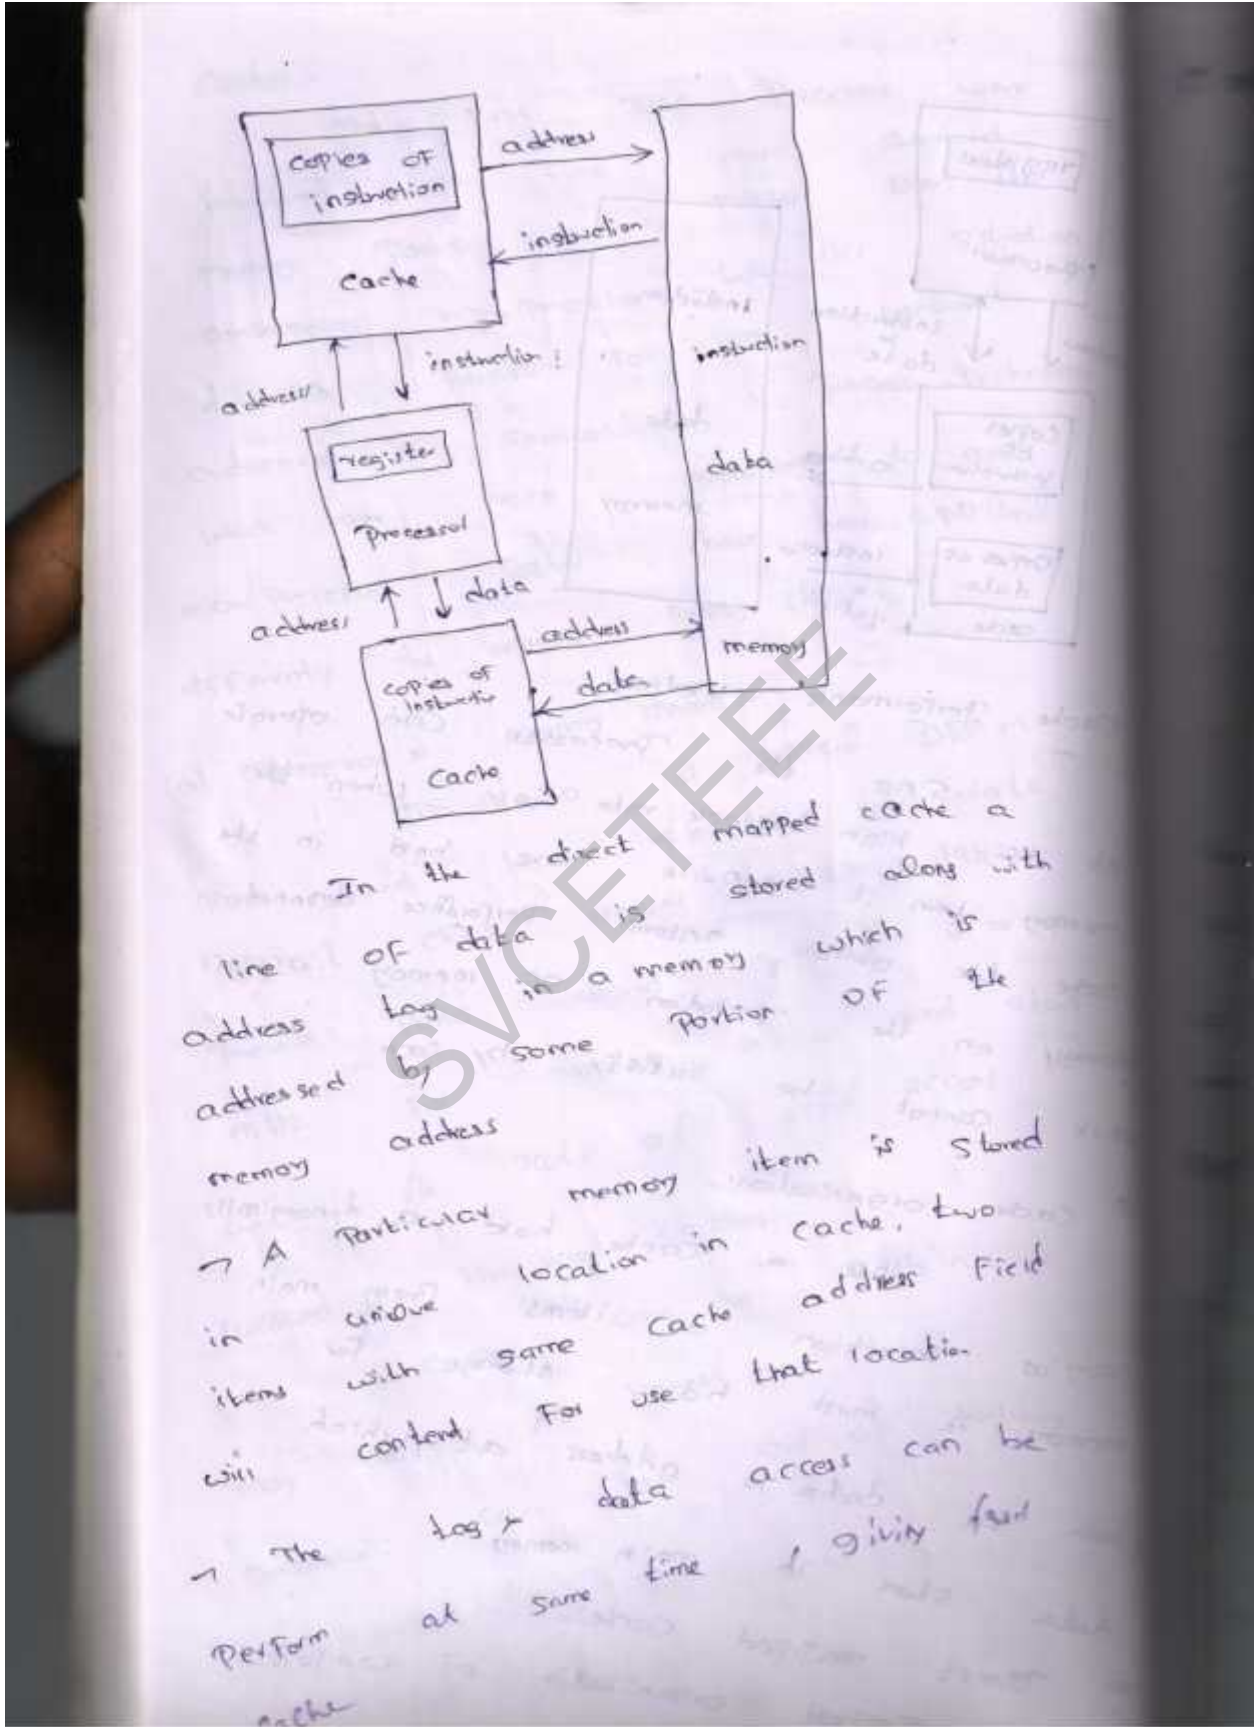 copies of
instruction
cache
address
instruction
instruction
data
memory
address
instruction
register
Processor
address
data
address
data
copies of
instructio
Cache
In the direct mapped cache a
line of data is stored along with
address tag in a memory which is
addressed by some portion of the
memory address
→ A Particular memory item is stored
in unique location in cache, two
items with same cache address field
will content for use that location
→ The tag & data access can be
perform at same time,
cache
SVCETEEE